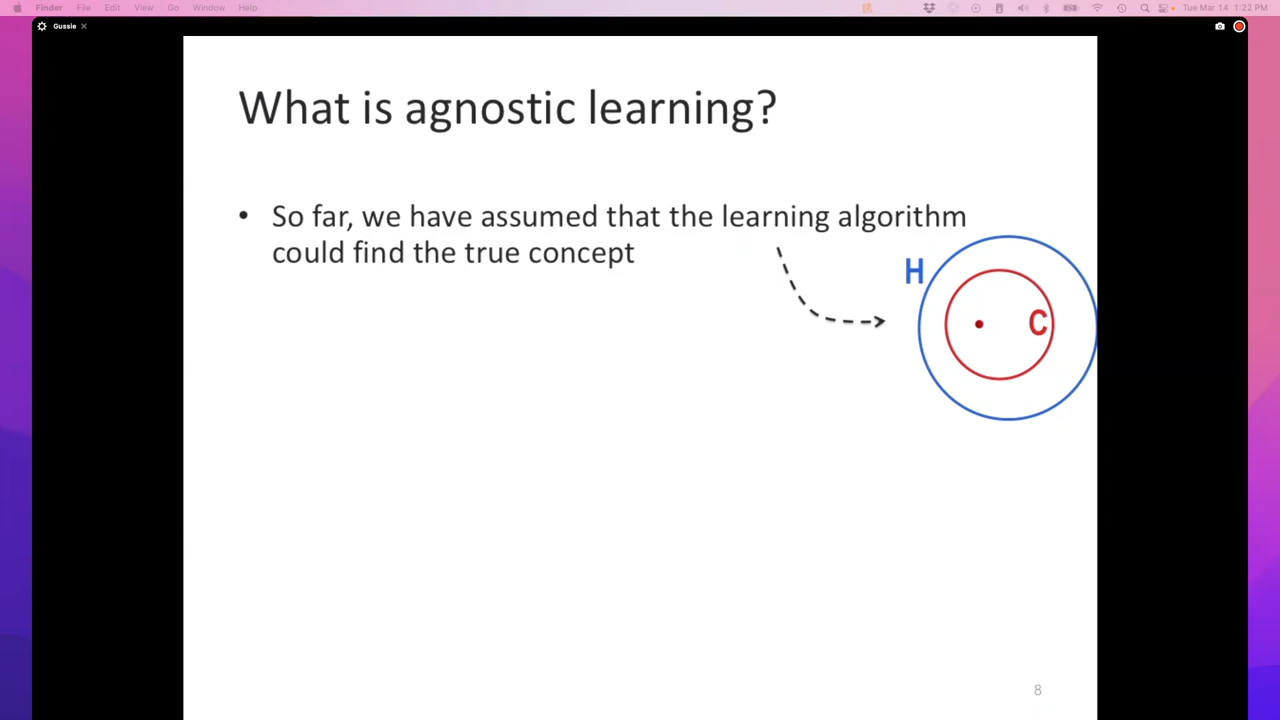 Finder File Edit View Go Window Help
Tue Mar 14 1:22 PM
Gussie
What is agnostic learning?
• So far, we have assumed that the learning algorithm
could find the true concept
H
C
8